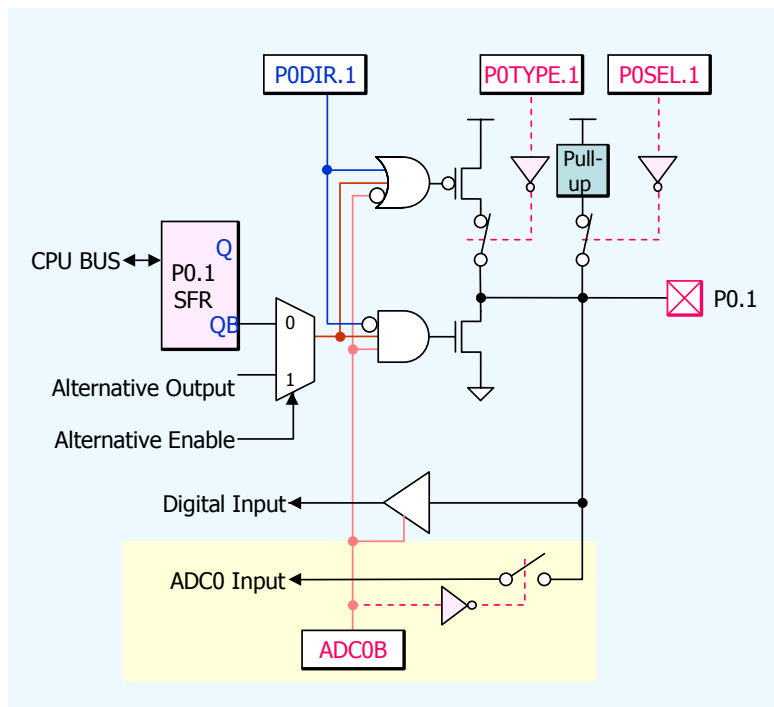 P0DIR.1
P0TYPE.1
P0SEL.1
Pull-
up
CPU BUS
Q
P0.1
SFR
QB
0
1
P0.1
Alternative Output
Alternative Enable
Digital Input
ADC0 Input
ADC0B